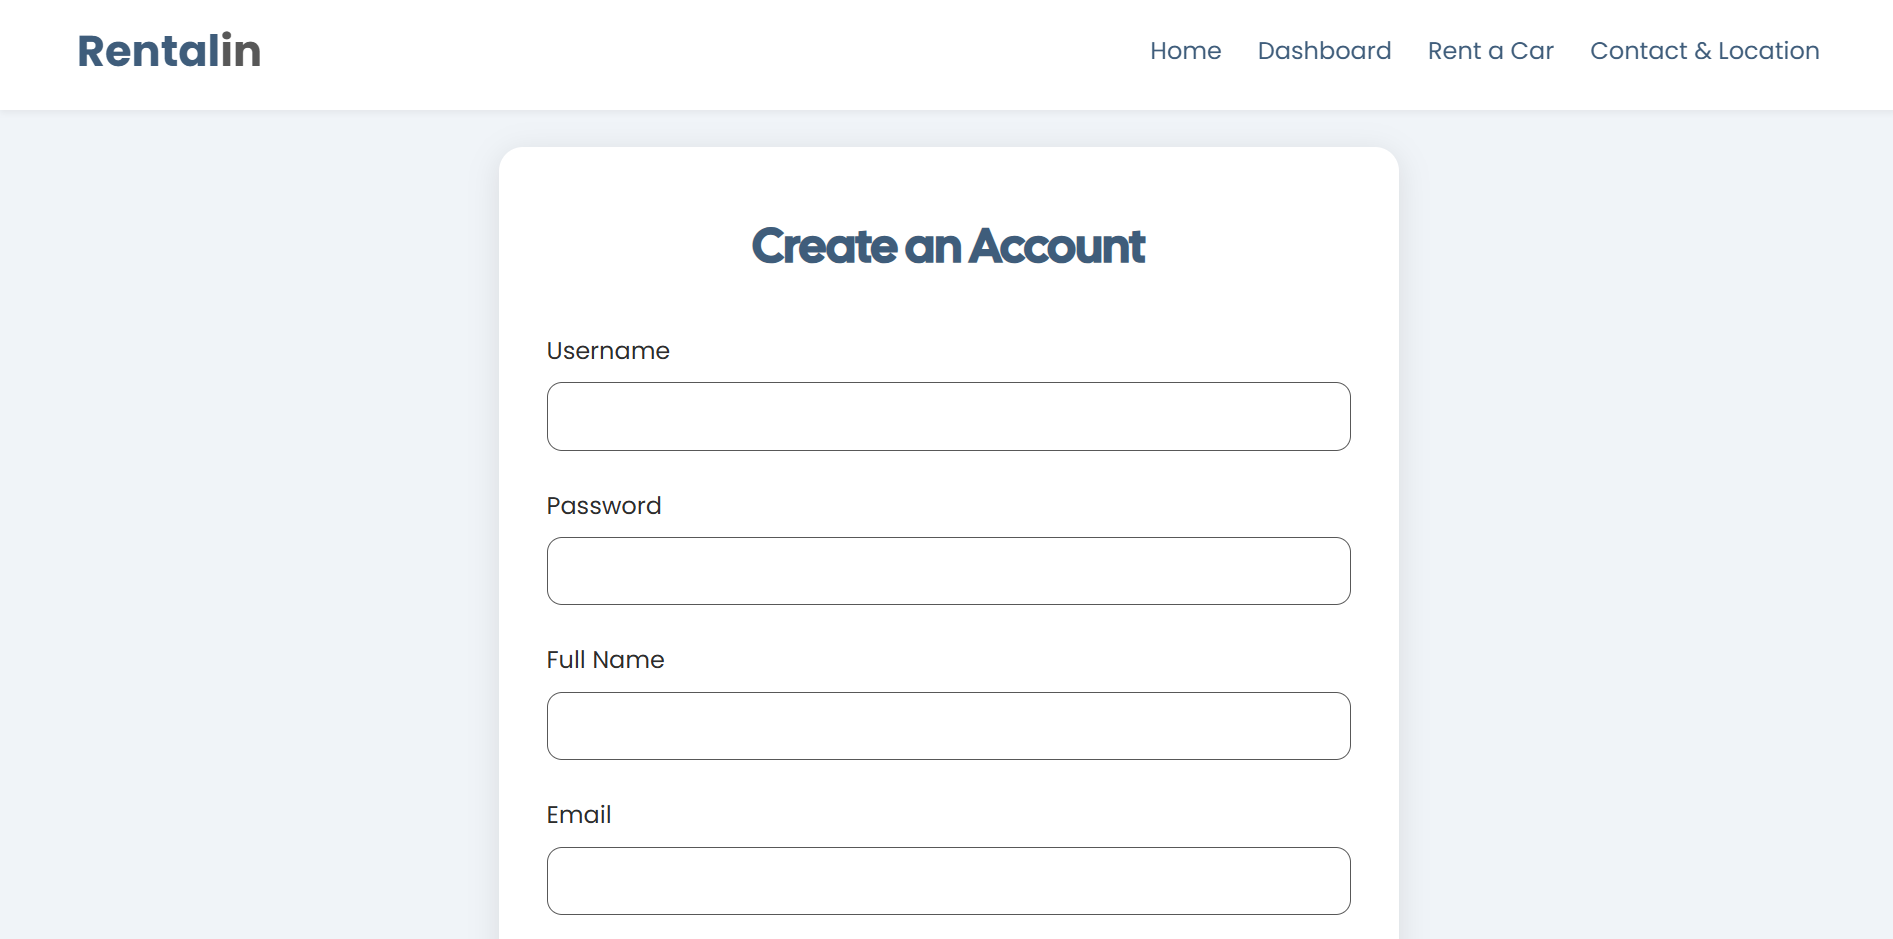 Rentalin
Home Dashboard Rent a Car Contact & Location
Create an Account
Username
Password
Full Name
Email